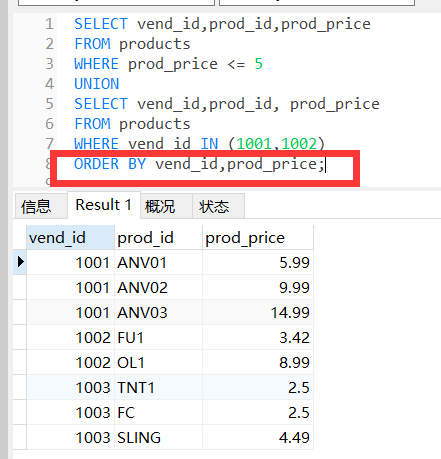 1 SELECT vend_id,prod_id,prod_price
2 FROM products
3 WHERE prod_price <= 5
4 UNION
5 SELECT vend_id,prod_id, prod_price
6 FROM products
7 WHERE vend_id IN (1001,1002)
8 ORDER BY vend_id,prod_price;
信息 Result 1 概况 状态
vend_id prod_id prod_price
1001 ANV01 5.99
1001 ANV02 9.99
1001 ANV03 14.99
1002 FU1 3.42
1002 OL1 8.99
1003 TNT1 2.5
1003 FC 2.5
1003 SLING 4.49